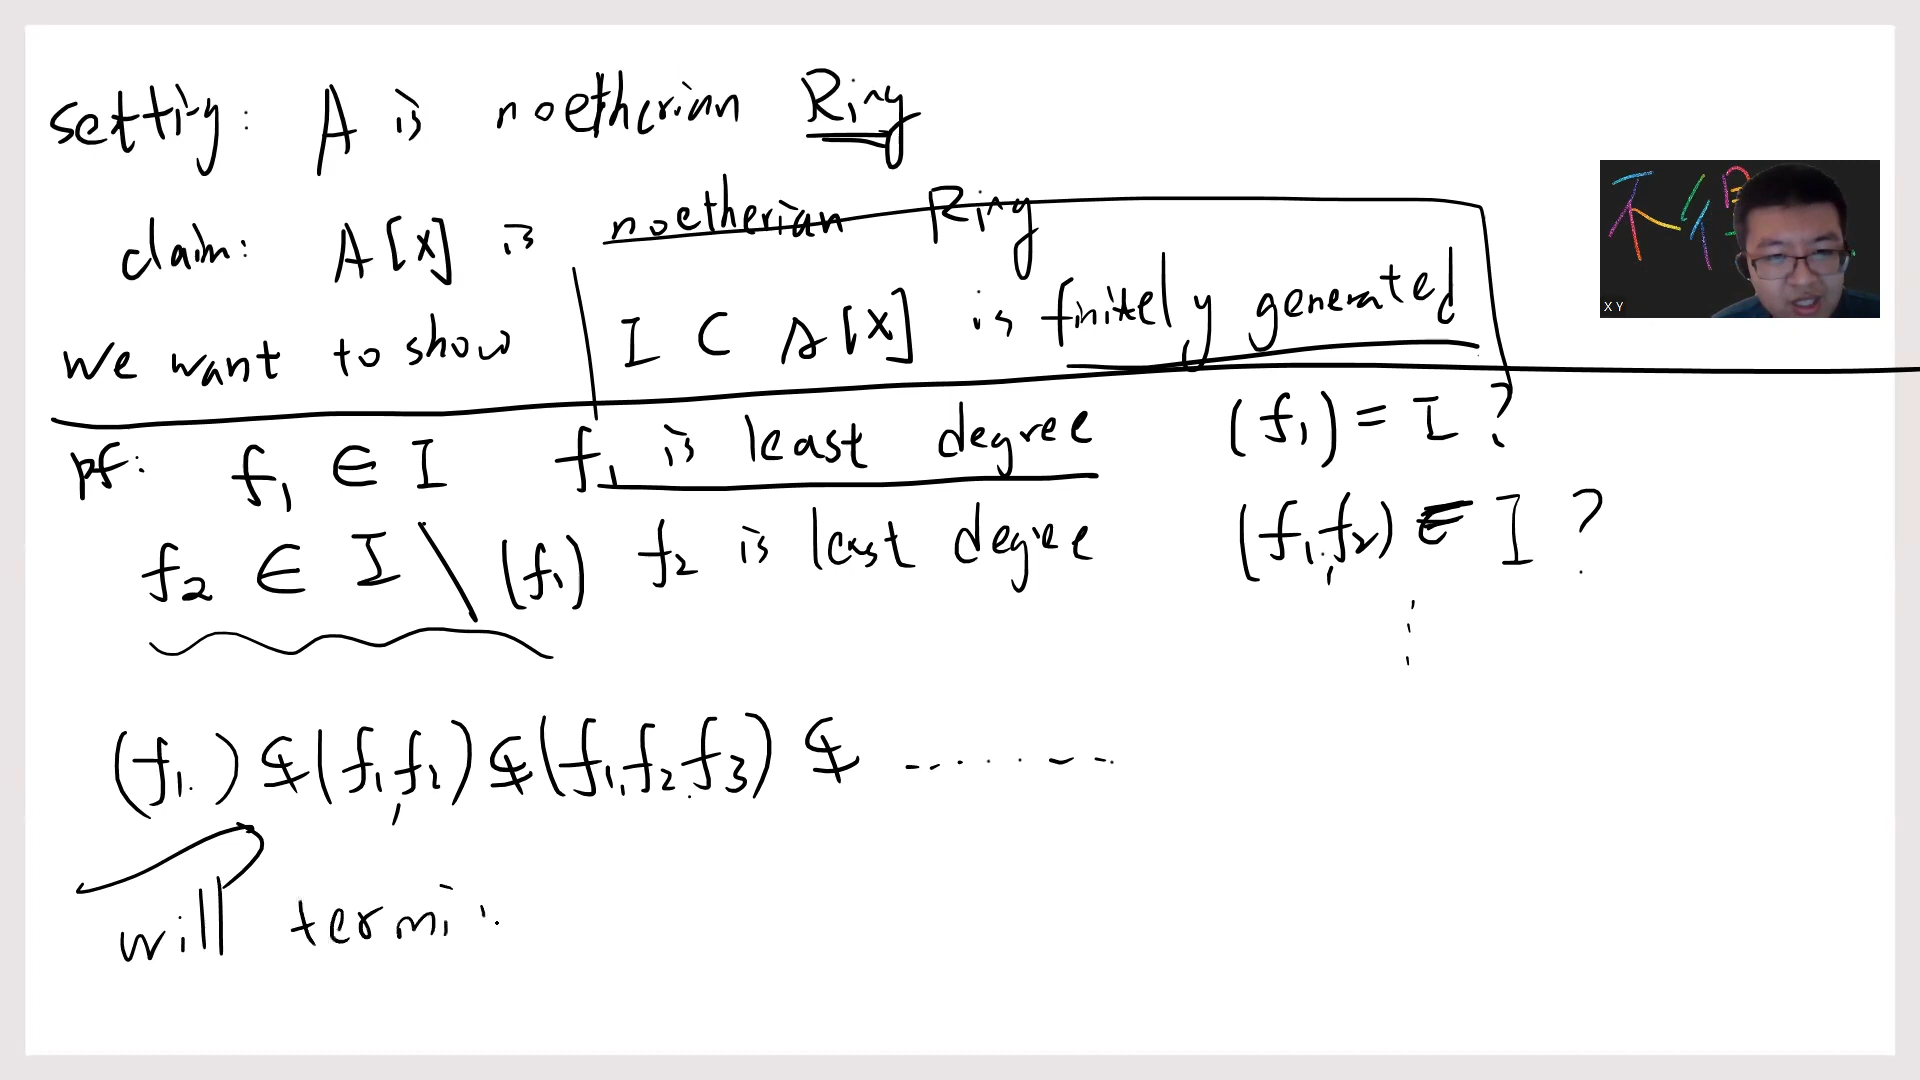 setting: A is noetherian Ring
claim: A[X] is noetherian Ring
we want to show I ⊂ A[X] is finitely generated
pf: f₁ ∈ I f₁ is least degree (f₁) = I ?
f₂ ∈ I \ (f₁) f₂ is least degree (f₁, f₂) = I ?
⋮
(f₁) ⊊ (f₁, f₂) ⊊ (f₁, f₂, f₃) ⊊ ........
will termi
X Y